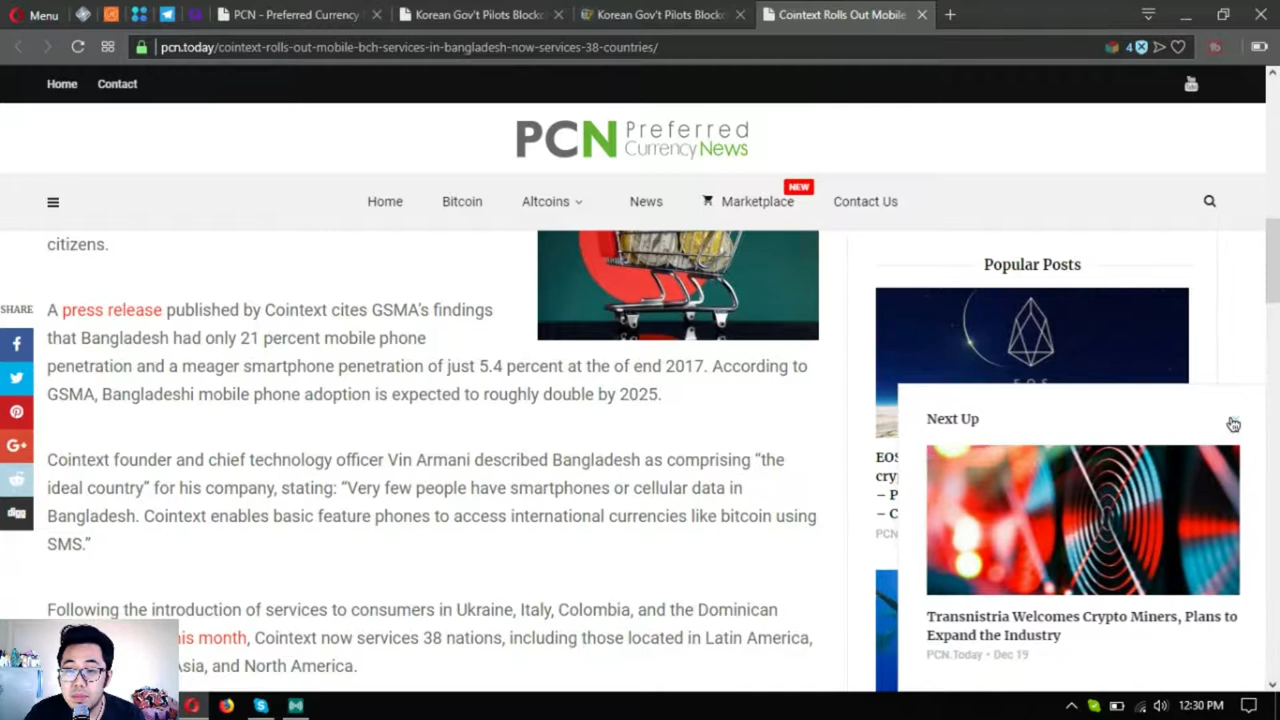 Menu
PCN - Preferred Currency
Korean Gov't Pilots Blockc
Korean Gov't Pilots Blockc
Cointext Rolls Out Mobile
pcn.today/cointext-rolls-out-mobile-bch-services-in-bangladesh-now-services-38-countries/
4
Home
Contact
PCN Preferred
Currency News
Home
Bitcoin
Altcoins
News
Marketplace
NEW
Contact Us
citizens.
A press release published by Cointext cites GSMA's findings
that Bangladesh had only 21 percent mobile phone
penetration and a meager smartphone penetration of just 5.4 percent at the of end 2017. According to
GSMA, Bangladeshi mobile phone adoption is expected to roughly double by 2025.
Cointext founder and chief technology officer Vin Armani described Bangladesh as comprising “the
ideal country” for his company, stating: “Very few people have smartphones or cellular data in
Bangladesh. Cointext enables basic feature phones to access international currencies like bitcoin using
SMS.”
Following the introduction of services to consumers in Ukraine, Italy, Colombia, and the Dominican
his month, Cointext now services 38 nations, including those located in Latin America,
Asia, and North America.
SHARE
digg
Popular Posts
EOS
cry
– P
– C
PCN
Next Up
Transnistria Welcomes Crypto Miners, Plans to
Expand the Industry
PCN.Today • Dec 19
12:30 PM